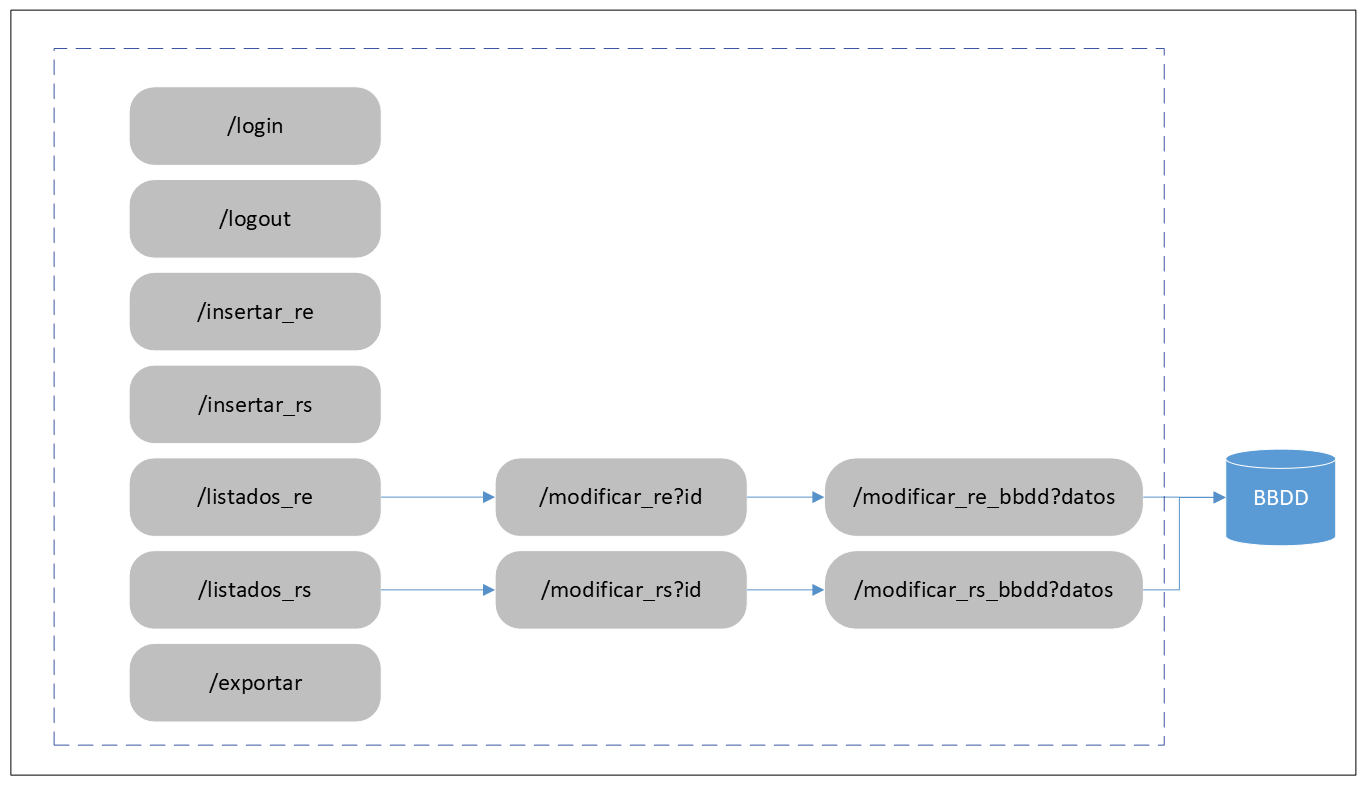 /login
/logout
/insertar_re
/insertar_rs
/listados_re
/modificar_re?id
/modificar_re_bbdd?datos
BBDD
/listados_rs
/modificar_rs?id
/modificar_rs_bbdd?datos
/exportar